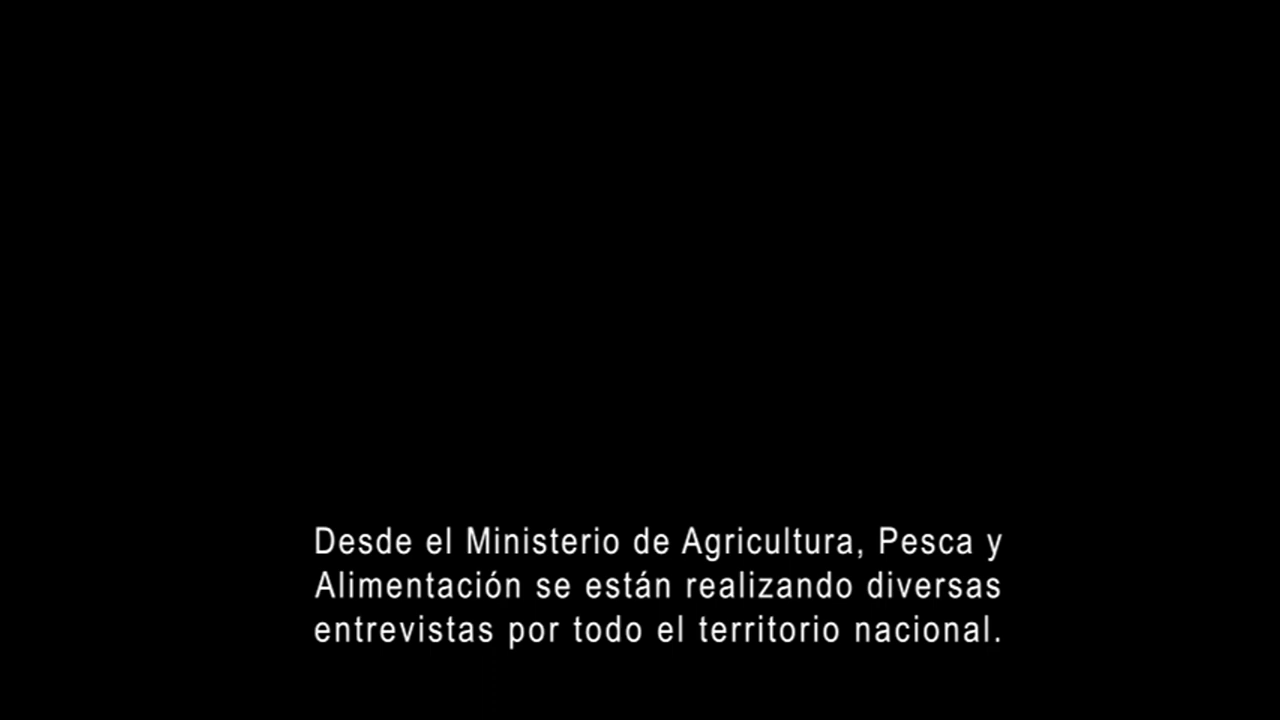 Desde el Ministerio de Agricultura, Pesca y
Alimentación se están realizando diversas
entrevistas por todo el territorio nacional.